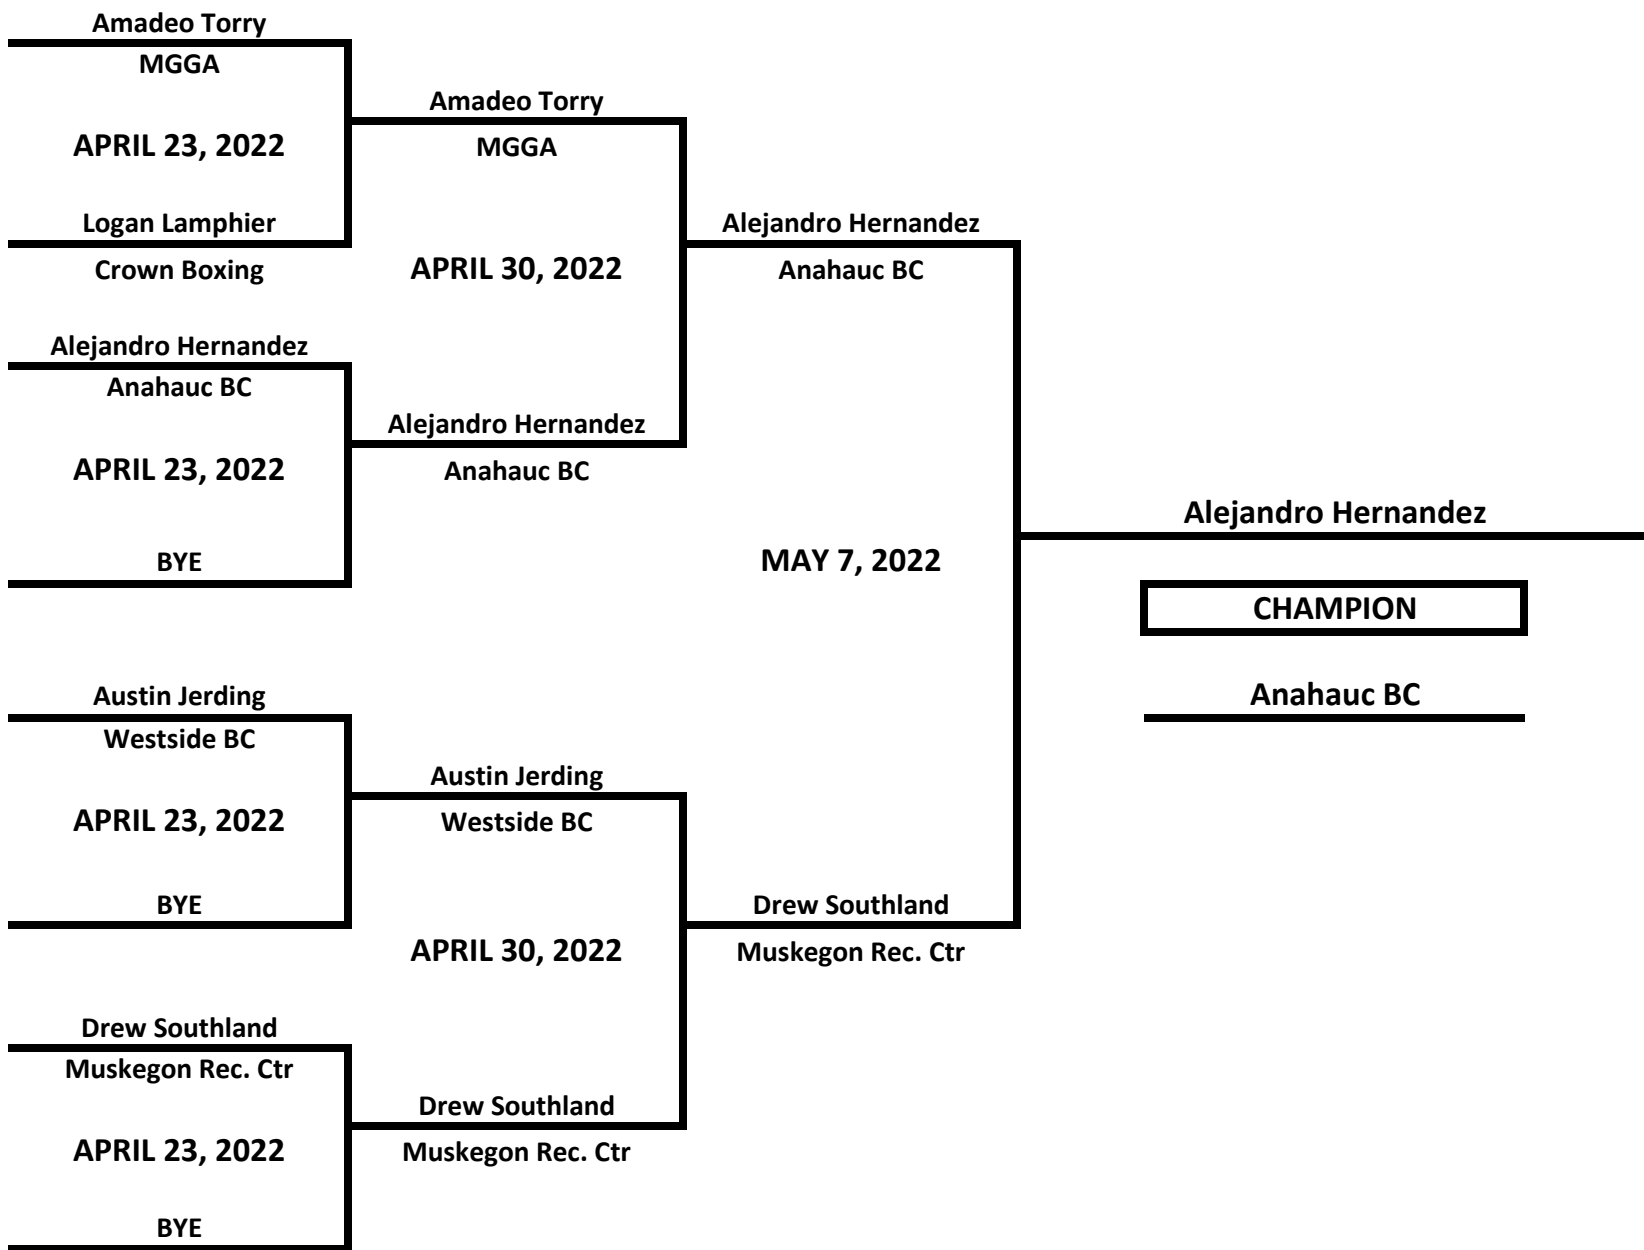 Amadeo Torry
MGGA
APRIL 23, 2022
Logan Lamphier
Crown Boxing
Alejandro Hernandez
Anahauc BC
APRIL 23, 2022
BYE
Austin Jerding
Westside BC
APRIL 23, 2022
BYE
Drew Southland
Muskegon Rec. Ctr
APRIL 23, 2022
BYE
Amadeo Torry
MGGA
APRIL 30, 2022
Alejandro Hernandez
Anahauc BC
Austin Jerding
Westside BC
APRIL 30, 2022
Drew Southland
Muskegon Rec. Ctr
Alejandro Hernandez
Anahauc BC
MAY 7, 2022
Drew Southland
Muskegon Rec. Ctr
Alejandro Hernandez
CHAMPION
Anahauc BC